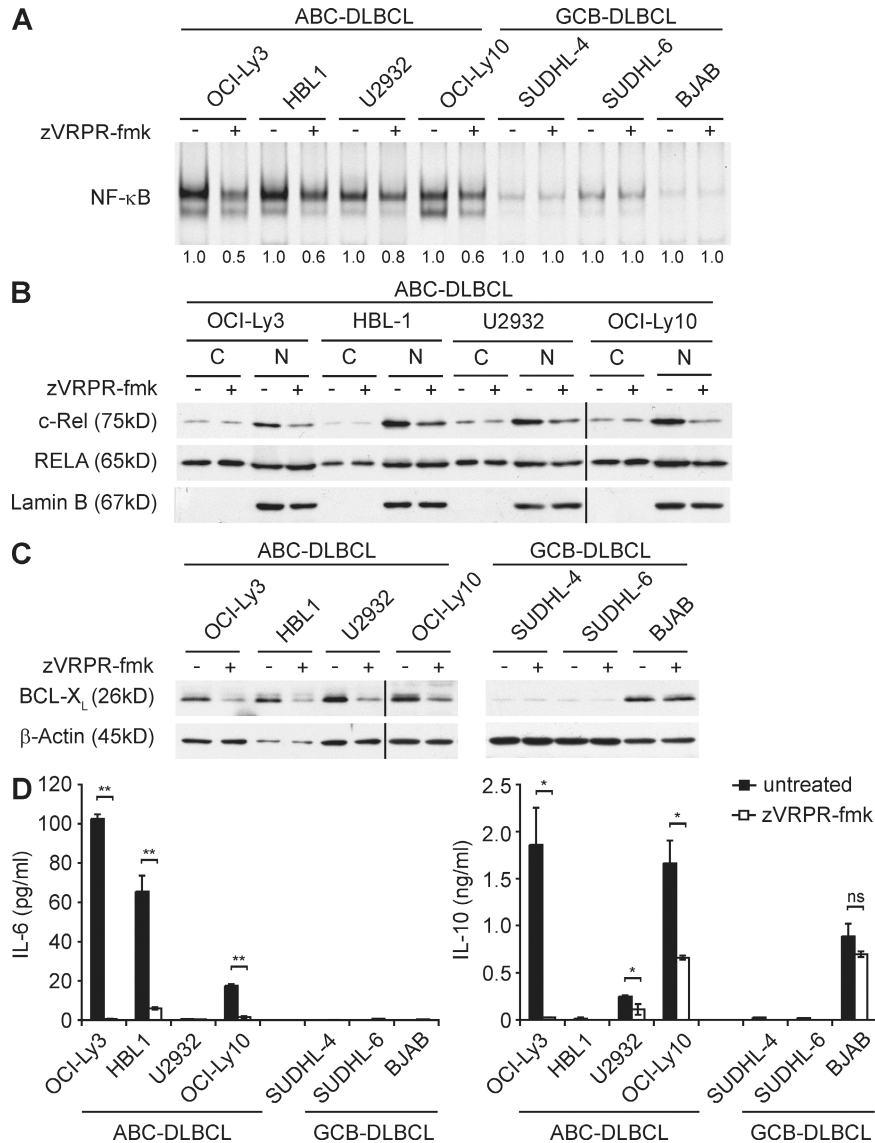 A
ABC-DLBCL GCB-DLBCL
OCI-Ly3 HBL1 U2932 OCI-Ly10 SUDHL-4 SUDHL-6 BJAB
zVRPR-fmk - + - + - + - + - + - + - +
NF-κB
1.0 0.5 1.0 0.6 1.0 0.8 1.0 0.6 1.0 1.0 1.0 1.0 1.0 1.0
B
ABC-DLBCL
OCI-Ly3 HBL-1 U2932 OCI-Ly10
C N C N C N C N
zVRPR-fmk - + - + - + - + - + - + - + - +
c-Rel (75kD)
RELA (65kD)
Lamin B (67kD)
C
ABC-DLBCL GCB-DLBCL
OCI-Ly3 HBL1 U2932 OCI-Ly10 SUDHL-4 SUDHL-6 BJAB
zVRPR-fmk - + - + - + - + - + - + - +
BCL-XL (26kD)
β-Actin (45kD)
D
IL-6 (pg/ml)
120
100
80
60
40
20
0
** ** **
OCI-Ly3 HBL1 U2932 OCI-Ly10 SUDHL-4 SUDHL-6 BJAB
ABC-DLBCL GCB-DLBCL
IL-10 (ng/ml)
2.5
2.0
1.5
1.0
0.5
0
* * * ns
untreated
zVRPR-fmk
OCI-Ly3 HBL1 U2932 OCI-Ly10 SUDHL-4 SUDHL-6 BJAB
ABC-DLBCL GCB-DLBCL